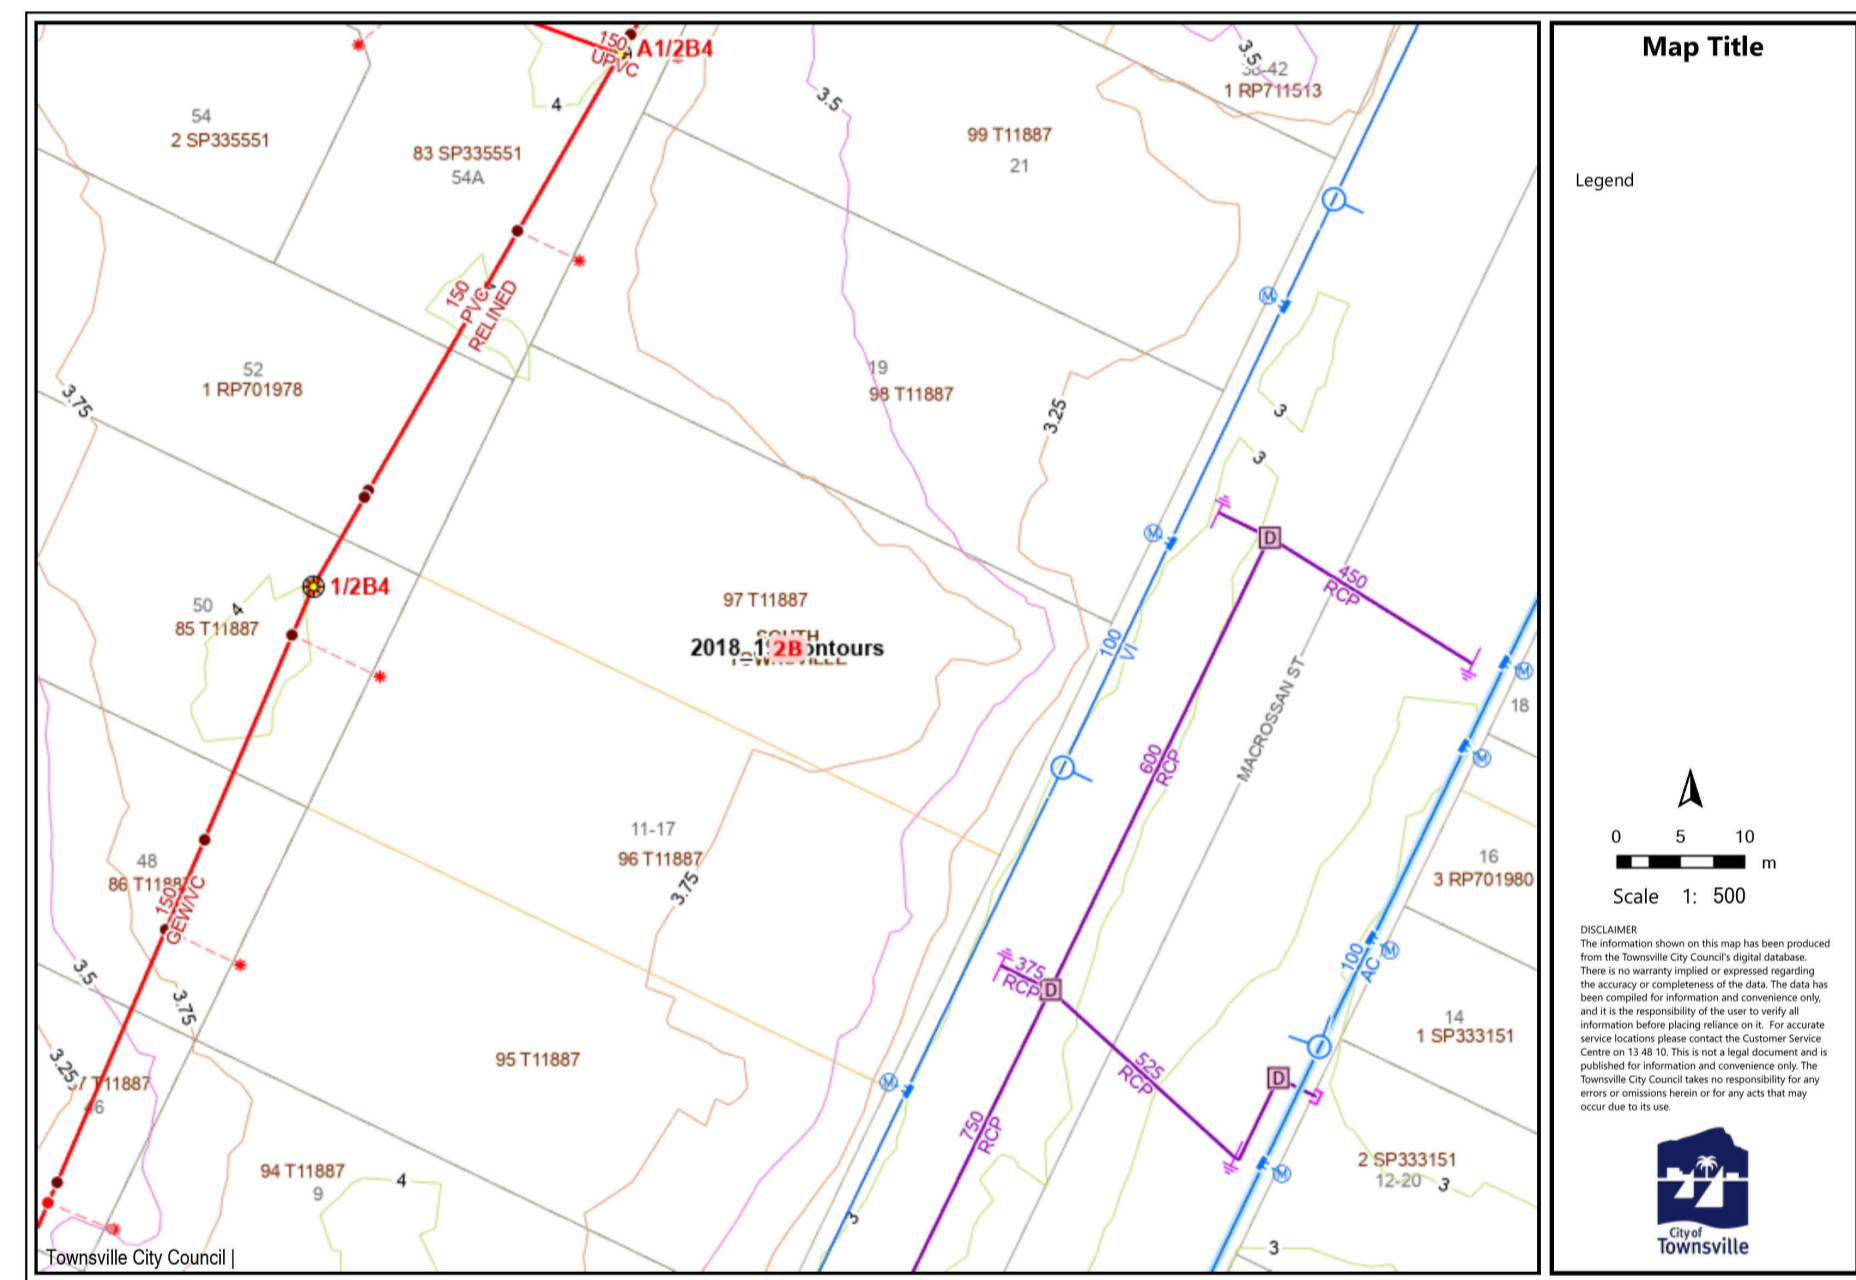 Map Title
Legend
150
UPVC
A1/2B4
4
3.5
3.5
1 RP711513
54
2 SP335551
83 SP335551
54A
99 T11887
21
150
PVC
RELINED
52
1 RP701978
3.75
19
98 T11887
3.25
3
3
1/2B4
50
4
85 T11887
97 T11887
2B
100
VI
450
RCP
MACROSSAN ST
600
RCP
18
11-17
96 T11887
3.75
48
150
GEW/VC
16
3 RP701980
3.5
3.75
375
RCP
D
D
D
100
AC
14
1 SP333151
95 T11887
3.25
525
RCP
750
RCP
94 T11887
9
4
2 SP333151
12-20
3
3
3
Townsville City Council |
0 5 10
m
Scale 1: 500
DISCLAIMER
The information shown on this map has been produced
from the Townsville City Council's digital database.
There is no warranty implied or expressed regarding
the accuracy or completeness of the data. The data has
been compiled for information and convenience only,
and it is the responsibility of the user to verify all
information before placing reliance on it. For accurate
service locations please contact the Customer Service
Centre on 13 48 10. This is not a legal document and is
published for information and convenience only. The
Townsville City Council takes no responsibility for any
errors or omissions herein or for any acts that may
occur due to its use.
City of
Townsville